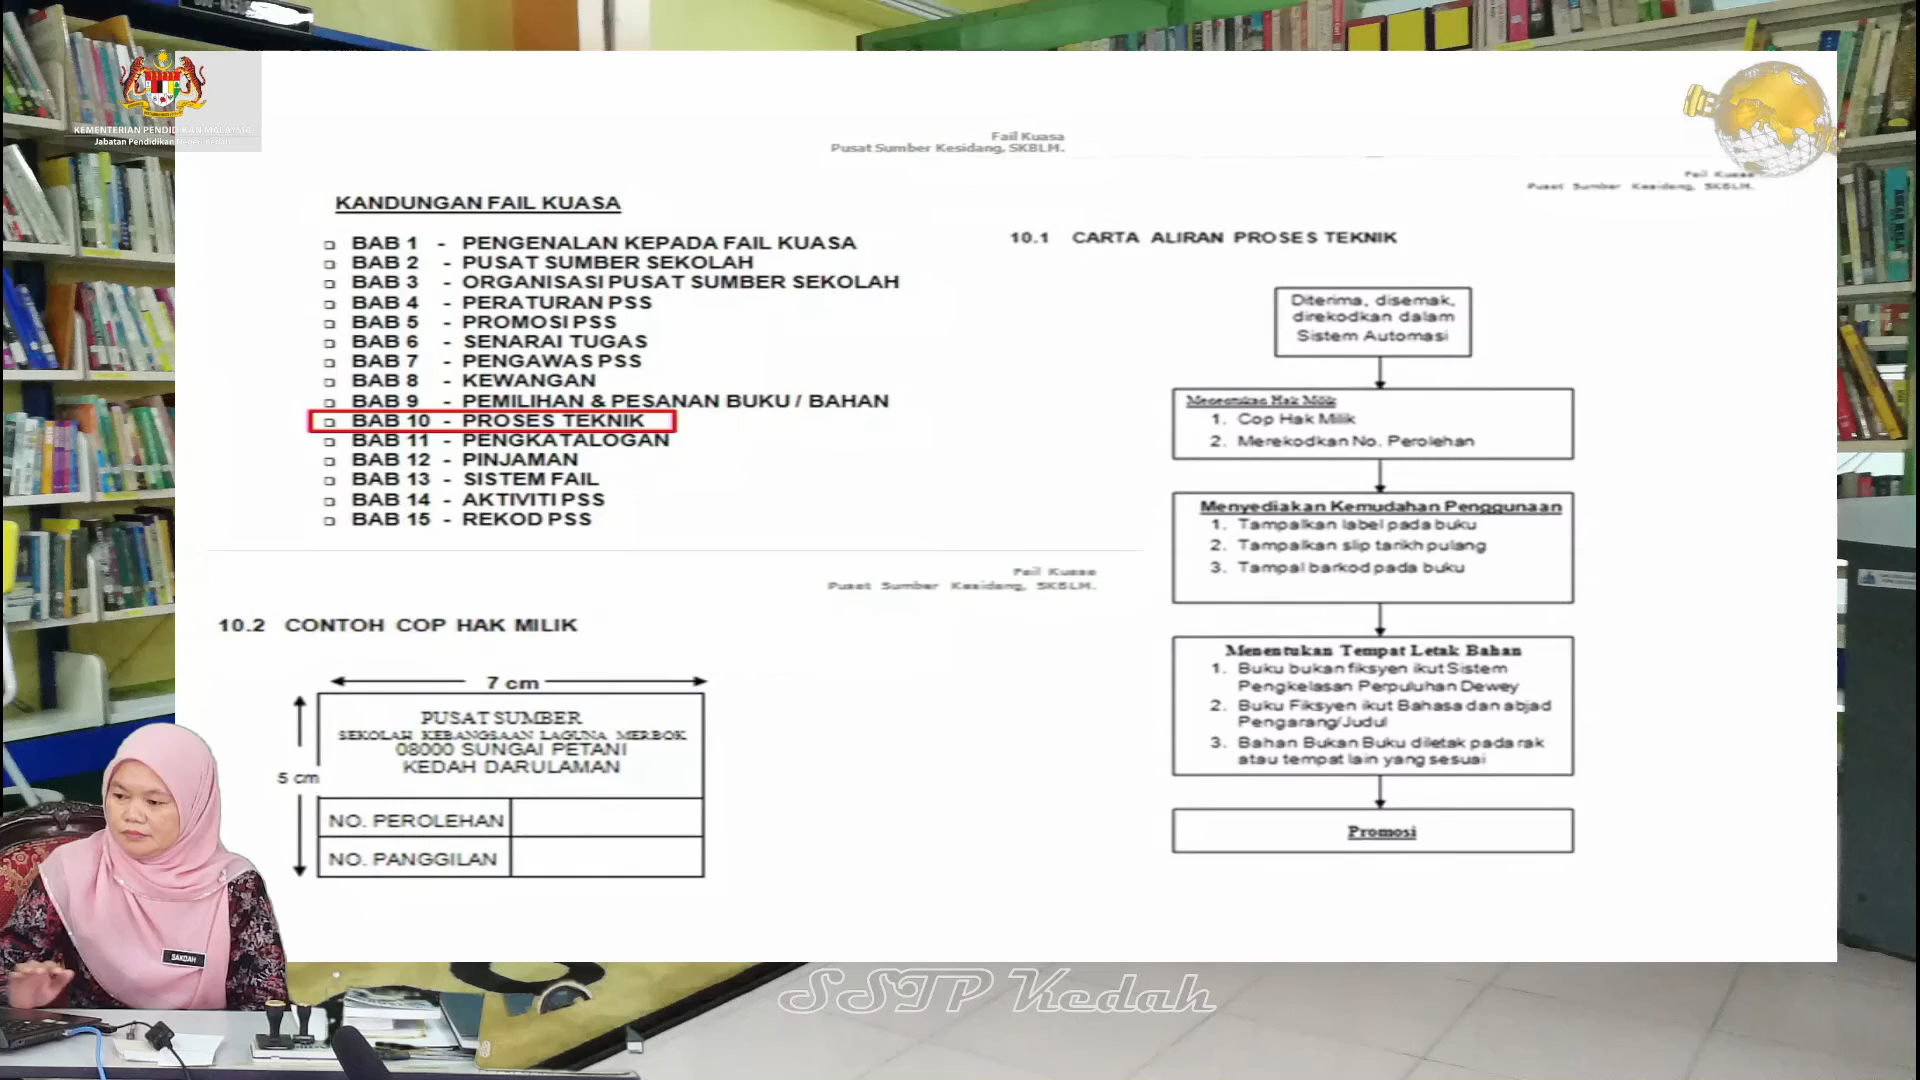 KEMENTERIAN PENDIDIKAN MALAYSIA
Jabatan Pendidikan Negeri Kedah
Fail Kuasa
Pusat Sumber Kesidang, SKBLM.
KANDUNGAN FAIL KUASA
BAB 1 - PENGENALAN KEPADA FAIL KUASA
BAB 2 - PUSAT SUMBER SEKOLAH
BAB 3 - ORGANISASI PUSAT SUMBER SEKOLAH
BAB 4 - PERATURAN PSS
BAB 5 - PROMOSI PSS
BAB 6 - SENARAI TUGAS
BAB 7 - PENGAWAS PSS
BAB 8 - KEWANGAN
BAB 9 - PEMILIHAN & PESANAN BUKU / BAHAN
BAB 10 - PROSES TEKNIK
BAB 11 - PENGKATALOGAN
BAB 12 - PINJAMAN
BAB 13 - SISTEM FAIL
BAB 14 - AKTIVITI PSS
BAB 15 - REKOD PSS
Fail Kuasa
Pusat Sumber Kesidang, SKBLM.
10.2 CONTOH COP HAK MILIK
7 cm
5 cm
PUSAT SUMBER
SEKOLAH KEBANGSAAN LAGUNA MERBOK
08000 SUNGAI PETANI
KEDAH DARULAMAN
NO. PEROLEHAN
NO. PANGGILAN
Fail Kuasa
Pusat Sumber Kesidang, SKBLM.
10.1 CARTA ALIRAN PROSES TEKNIK
Diterima, disemak,
direkodkan dalam
Sistem Automasi
Menentukan Hak Milik
1. Cop Hak Milik
2. Merekodkan No. Perolehan
Menyediakan Kemudahan Penggunaan
1. Tampalkan label pada buku
2. Tampalkan slip tarikh pulang
3. Tampal barkod pada buku
Menentukan Tempat Letak Bahan
1. Buku bukan fiksyen ikut Sistem
Pengkelasan Perpuluhan Dewey
2. Buku Fiksyen ikut Bahasa dan abjad
Pengarang/Judul
3. Bahan Bukan Buku diletak pada rak
atau tempat lain yang sesuai
Promosi
SSTP Kedah